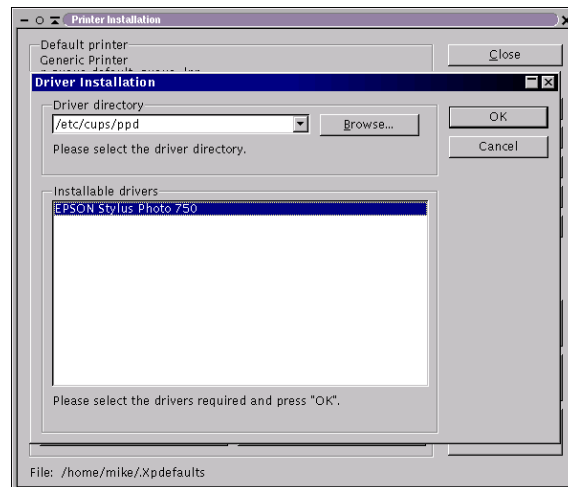 Printer Installation
Default printer
Generic Printer
Close
Driver Installation
Driver directory
/etc/cups/ppd
Browse...
OK
Please select the driver directory.
Cancel
Installable drivers
EPSON Stylus Photo 750
Please select the drivers required and press "OK".
File: /home/mike/.Xpdefaults